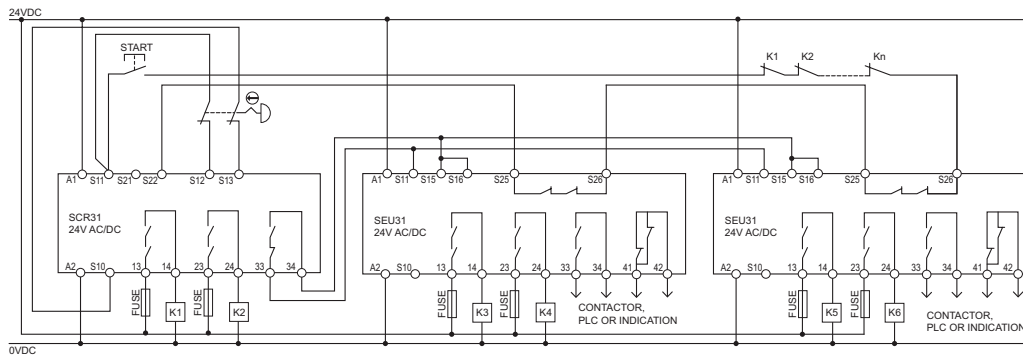 24VDC
START
K1 K2 Kn
A1 S11 S21 S22 S12 S13
A1 S11 S15 S16 S25 S26
A1 S11 S15 S16 S25 S26
SCR31
24V AC/DC
SEU31
24V AC/DC
SEU31
24V AC/DC
A2 S10 13 14 23 24 33 34
A2 S10 13 14 23 24 33 34 41 42
A2 S10 13 14 23 24 33 34 41 42
FUSE K1 FUSE K2
FUSE K3 FUSE K4
CONTACTOR,
PLC OR INDICATION
FUSE K5 FUSE K6
CONTACTOR,
PLC OR INDICATION
0VDC